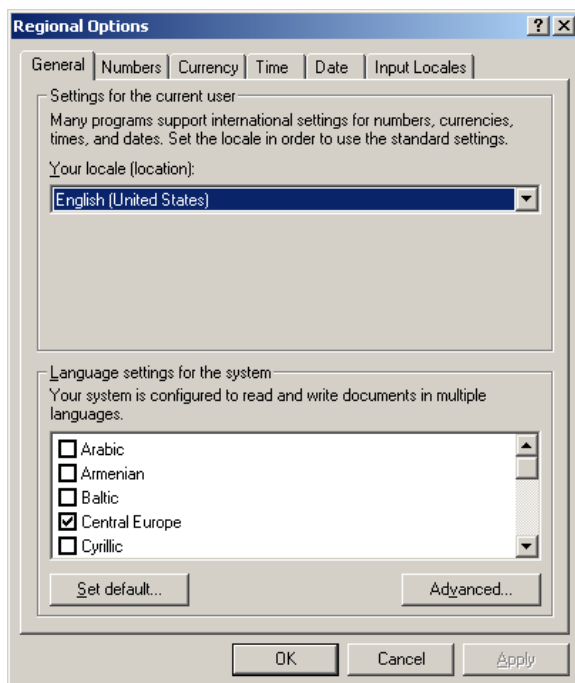 Regional Options
General Numbers Currency Time Date Input Locales
Settings for the current user
Many programs support international settings for numbers, currencies,
times, and dates. Set the locale in order to use the standard settings.
Your locale (location):
English (United States)
Language settings for the system
Your system is configured to read and write documents in multiple
languages.
Arabic
Armenian
Baltic
Central Europe
Cyrillic
Set default... Advanced...
OK Cancel Apply